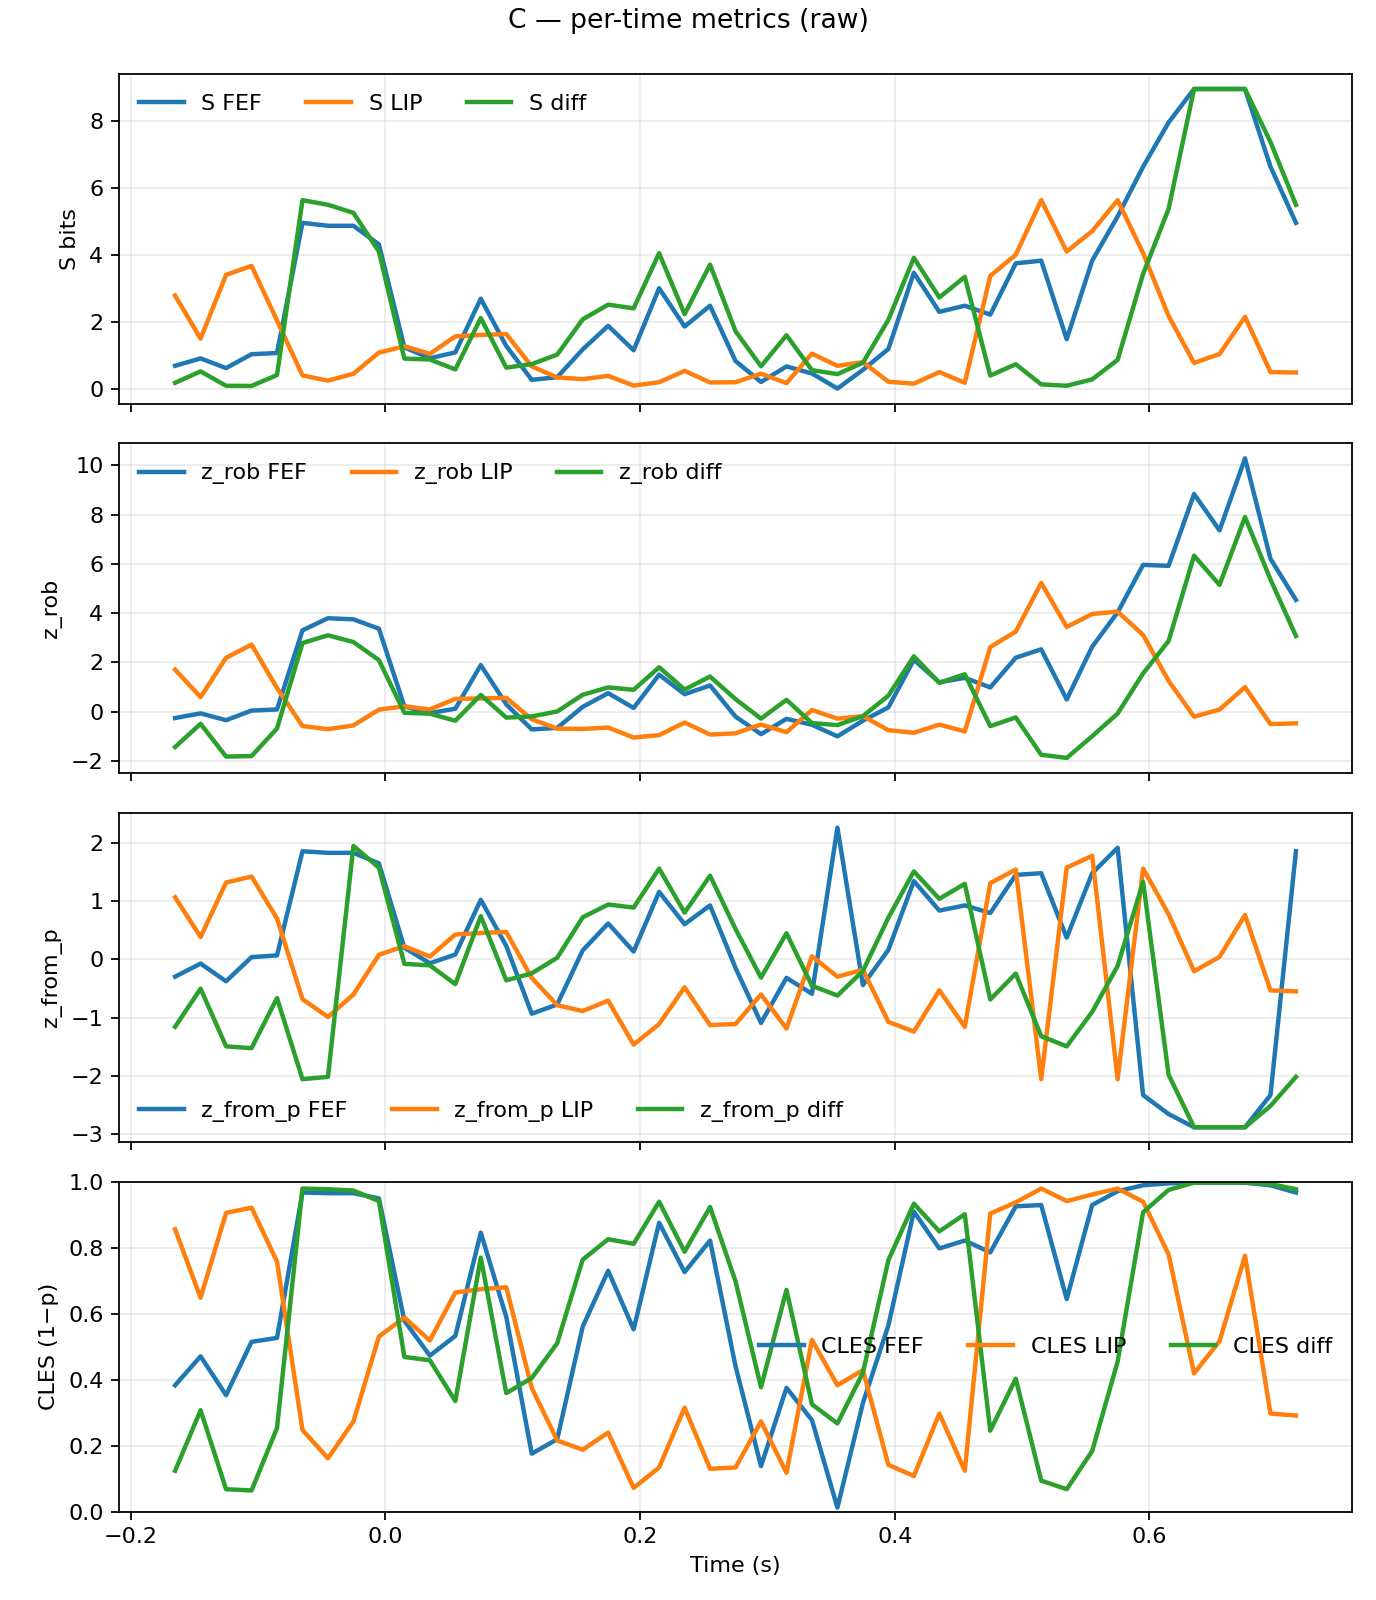 C — per-time metrics (raw)
S FEF S LIP S diff
8
6
4
2
0
S bits
z_rob FEF z_rob LIP z_rob diff
10
8
6
4
2
0
−2
z_rob
2
1
0
−1
−2
−3
z_from_p
z_from_p FEF z_from_p LIP z_from_p diff
1.0
0.8
0.6
0.4
0.2
0.0
CLES (1−p)
CLES FEF CLES LIP CLES diff
−0.2 0.0 0.2 0.4 0.6
Time (s)